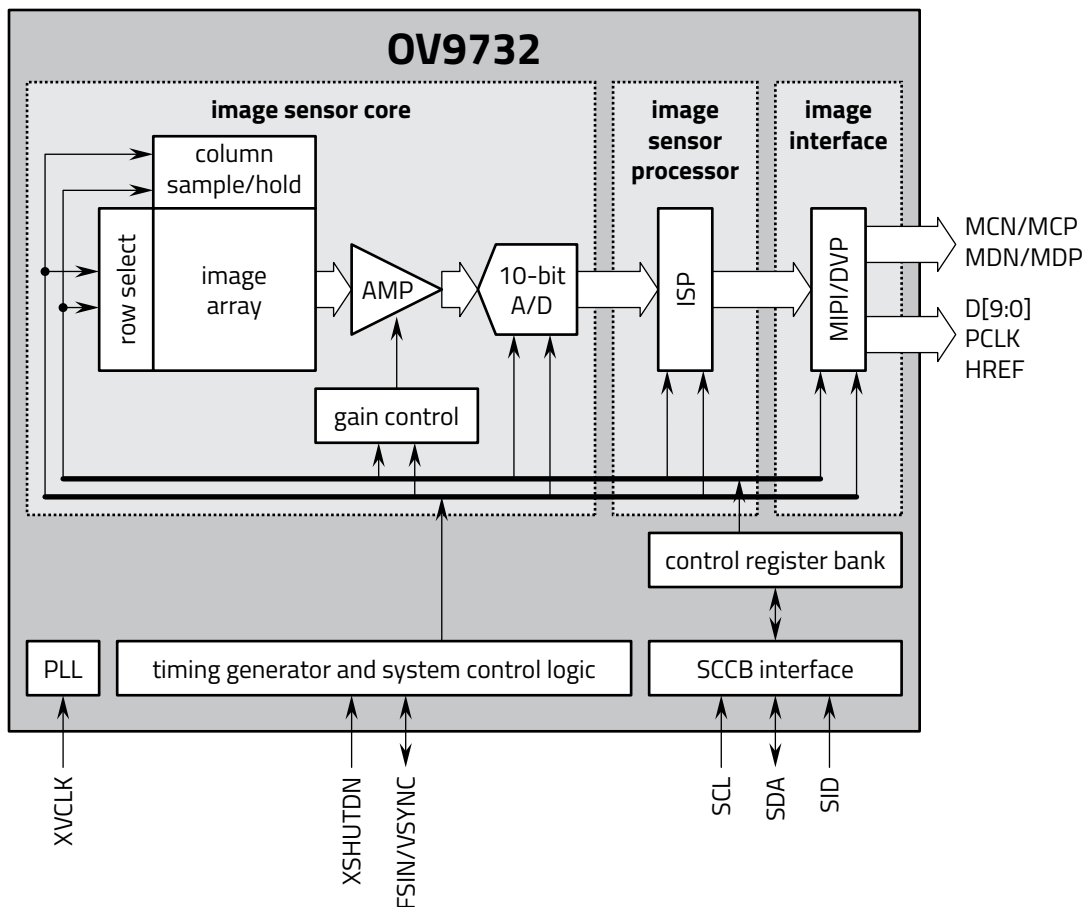 OV9732
image sensor core
image
sensor
processor
image
interface
column
sample/hold
row select
image
array
AMP
10-bit
A/D
ISP
MIPI/DVP
MCN/MCP
MDN/MDP
D[9:0]
PCLK
HREF
gain control
control register bank
PLL
timing generator and system control logic
SCCB interface
XVCLK
XSHUTDN
FSIN/VSYNC
SCL
SDA
SID